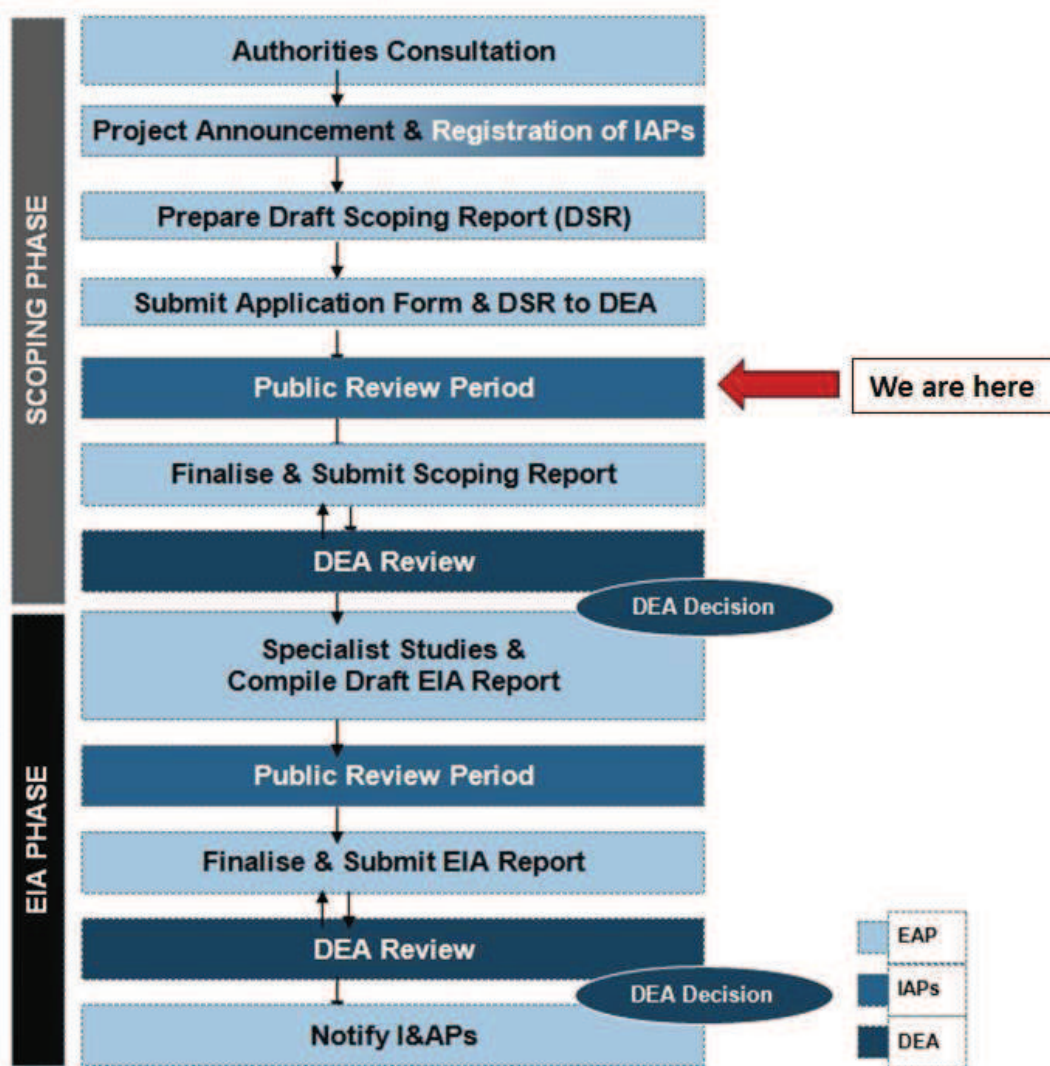 SCOPING PHASE
Authorities Consultation
Project Announcement & Registration of IAPs
Prepare Draft Scoping Report (DSR)
Submit Application Form & DSR to DEA
Public Review Period
We are here
Finalise & Submit Scoping Report
DEA Review
DEA Decision
EIA PHASE
Specialist Studies &
Compile Draft EIA Report
Public Review Period
Finalise & Submit EIA Report
DEA Review
DEA Decision
Notify I&APs
EAP
IAPs
DEA